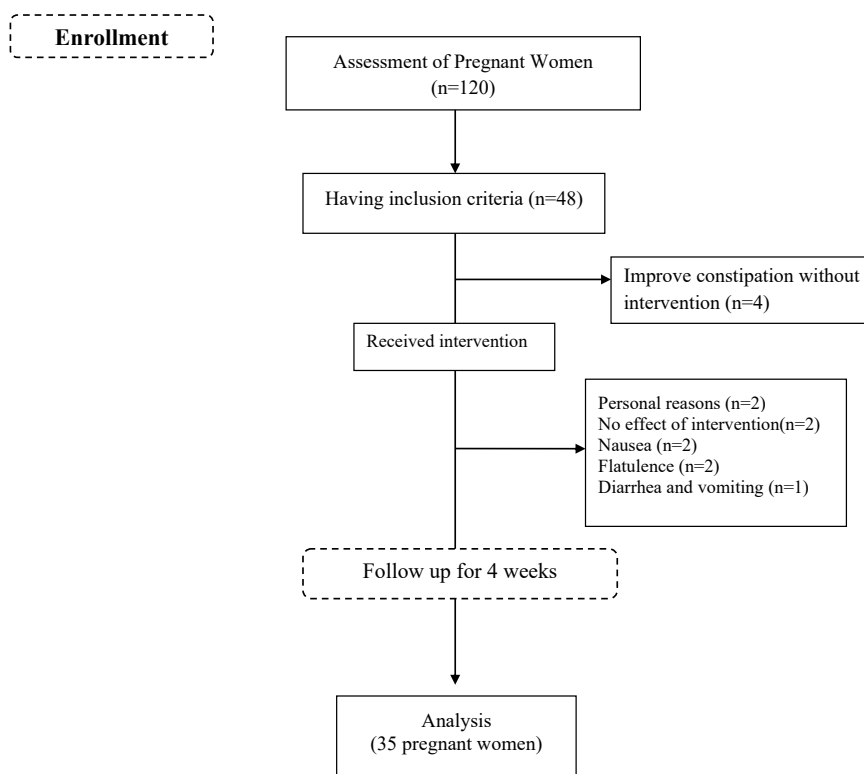 Enrollment
Assessment of Pregnant Women
(n=120)
Having inclusion criteria (n=48)
Improve constipation without
intervention (n=4)
Received intervention
Personal reasons (n=2)
No effect of intervention(n=2)
Nausea (n=2)
Flatulence (n=2)
Diarrhea and vomiting (n=1)
Follow up for 4 weeks
Analysis
(35 pregnant women)